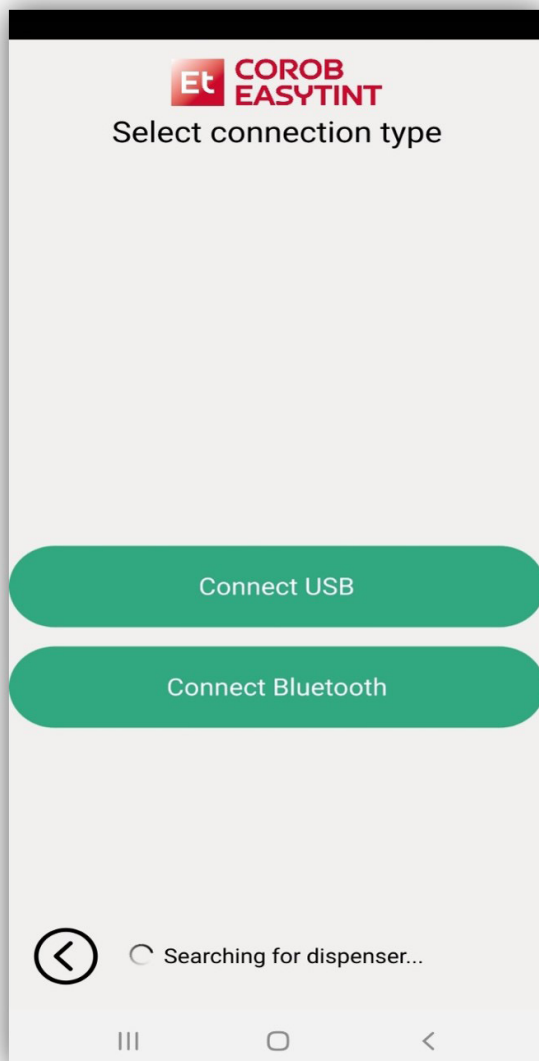 Et COROB
EASYTINT
Select connection type
Connect USB
Connect Bluetooth
Searching for dispenser...